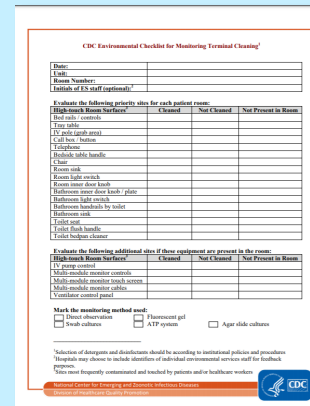 CDC Environmental Checklist for Monitoring Terminal Cleaning¹
Date:
Unit:
Room Number:
Initials of ES staff (optional):²
Evaluate the following priority sites for each patient room:
High-touch Room Surfaces³ Cleaned Not Cleaned Not Present in Room
Bed rails / controls
Tray table
IV pole (grab area)
Call box / button
Telephone
Bedside table handle
Chair
Room sink
Room light switch
Room inner door knob
Bathroom inner door knob / plate
Bathroom light switch
Bathroom handrails by toilet
Bathroom sink
Toilet seat
Toilet flush handle
Toilet bedpan cleaner
Evaluate the following additional sites if these equipment are present in the room:
High-touch Room Surfaces³ Cleaned Not Cleaned Not Present in Room
IV pump control
Multi-module monitor controls
Multi-module monitor touch screen
Multi-module monitor cables
Ventilator control panel
Mark the monitoring method used:
Direct observation Fluorescent gel
Swab cultures ATP system Agar slide cultures
¹Selection of detergents and disinfectants should be according to institutional policies and procedures
²Hospitals may choose to include identifiers of individual environmental services staff for feedback
purposes.
³Sites most frequently contaminated and touched by patients and/or healthcare workers
National Center for Emerging and Zoonotic Infectious Diseases
Division of Healthcare Quality Promotion
CDC